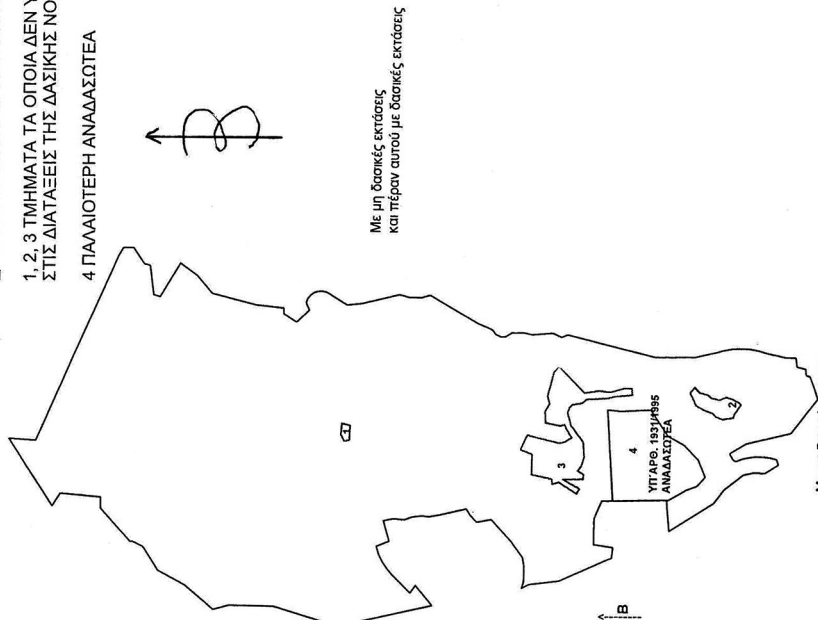 1, 2, 3 ΤΜΗΜΑΤΑ ΤΑ ΟΠΟΙΑ ΔΕΝ
ΣΤΙΣ ΔΙΑΤΑΞΕΙΣ ΤΗΣ ΔΑΣΙΚΗΣ
4 ΠΑΛΑΙΟΤΕΡΗ ΑΝΑΔΑΣΩΤΕΑ
Β
Με μη δασικές εκτάσεις
και πέραν αυτού με δασικές εκτάσεις
1
2
3
4
ΥΠ'ΑΡΘ. 1931/1995
ΑΝΑΔΑΣΩΤΕΑ
Β